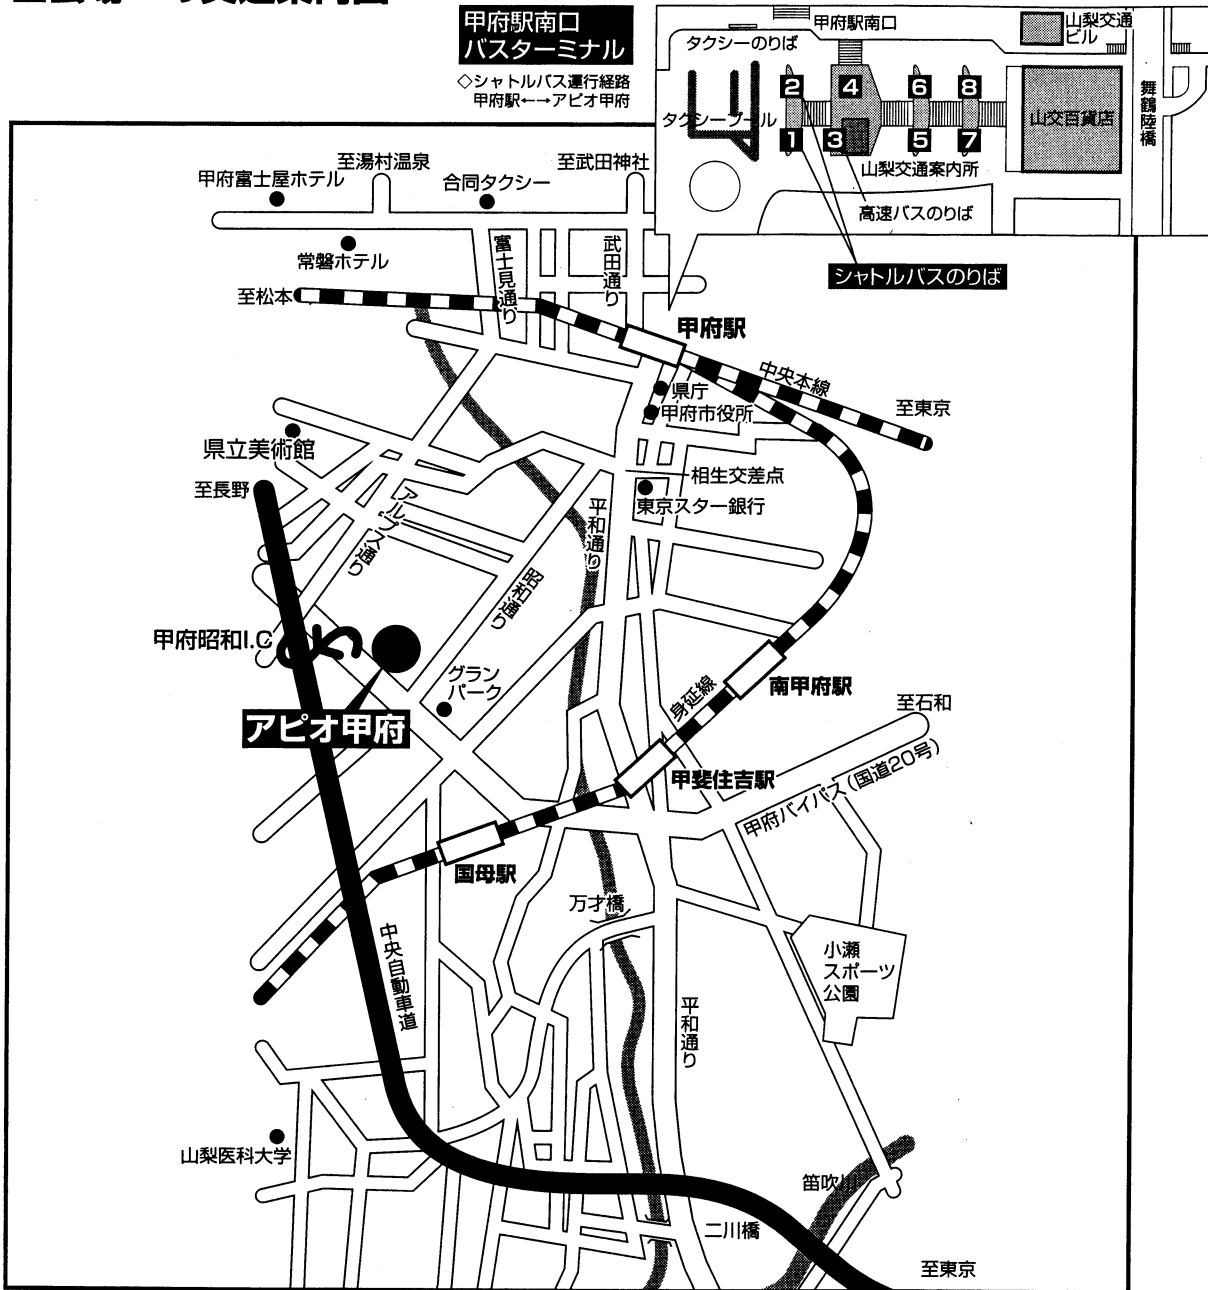 甲府駅南口
バスターミナル
◇シャトルバス運行経路
甲府駅←→アピオ甲府
甲府駅南口
山梨交通
ビル
タクシーのりば
タクシープール
2
4
6
8
1
3
5
7
山交百貨店
舞鶴陸橋
山梨交通案内所
高速バスのりば
シャトルバスのりば
至湯村温泉
至武田神社
甲府富士屋ホテル
合同タクシー
常磐ホテル
富士見通り
武田通り
至松本
甲府駅
中央本線
県庁
甲府市役所
至東京
県立美術館
至長野
相生交差点
東京スター銀行
アルプス通り
平和通り
昭和通り
甲府昭和I.C
グラン
パーク
アピオ甲府
身延線
南甲府駅
至石和
甲斐住吉駅
甲府バイパス(国道20号)
国母駅
万才橋
中央自動車道
小瀬
スポーツ
公園
平和通り
山梨医科大学
笛吹川
二川橋
至東京